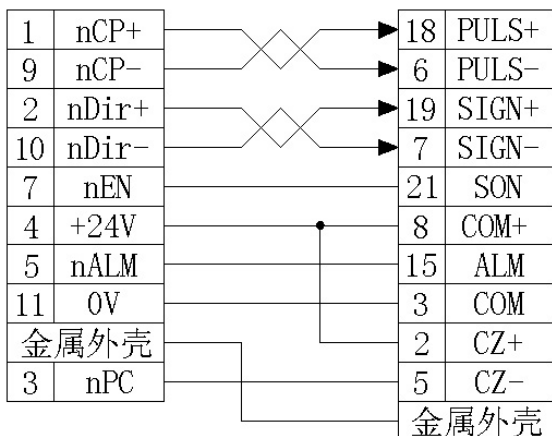 1 nCP+ 18 PULS+
9 nCP- 6 PULS-
2 nDir+ 19 SIGN+
10 nDir- 7 SIGN-
7 nEN 21 SON
4 +24V 8 COM+
5 nALM 15 ALM
11 0V 3 COM
金属外壳 2 CZ+
3 nPC 5 CZ-
金属外壳